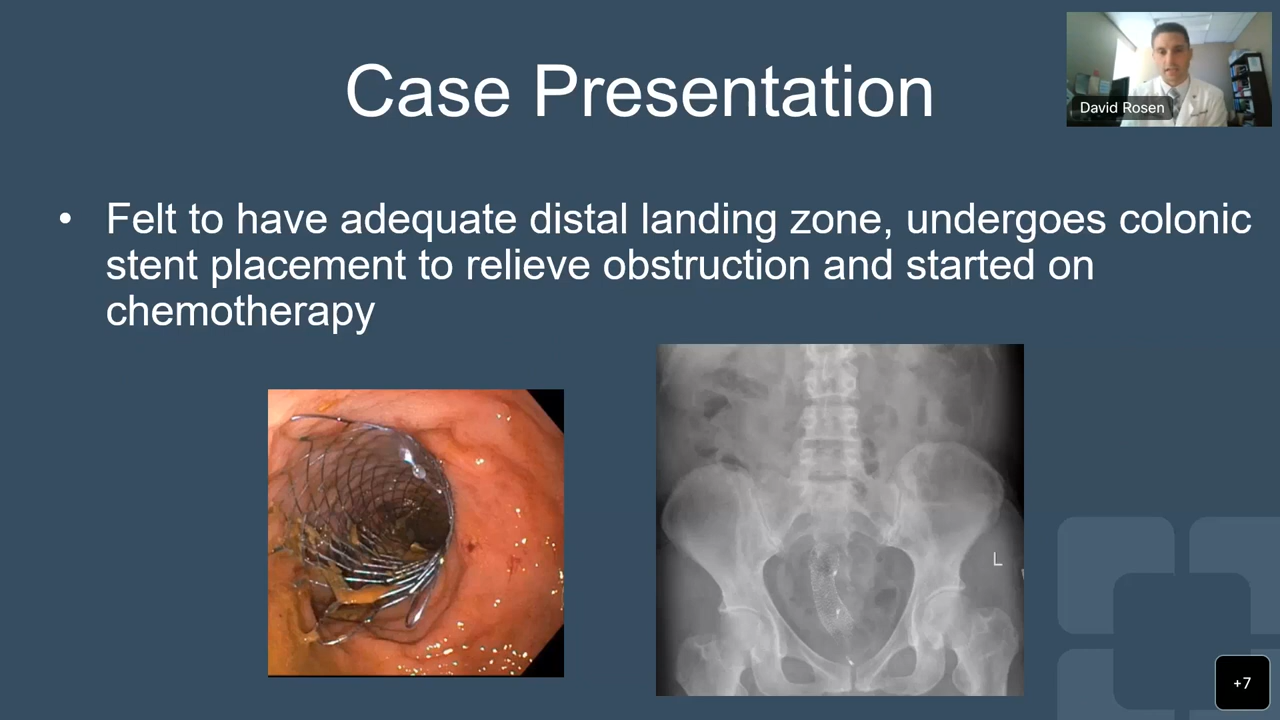 Case Presentation
David Rosen
• Felt to have adequate distal landing zone, undergoes colonic
stent placement to relieve obstruction and started on
chemotherapy
L
+7